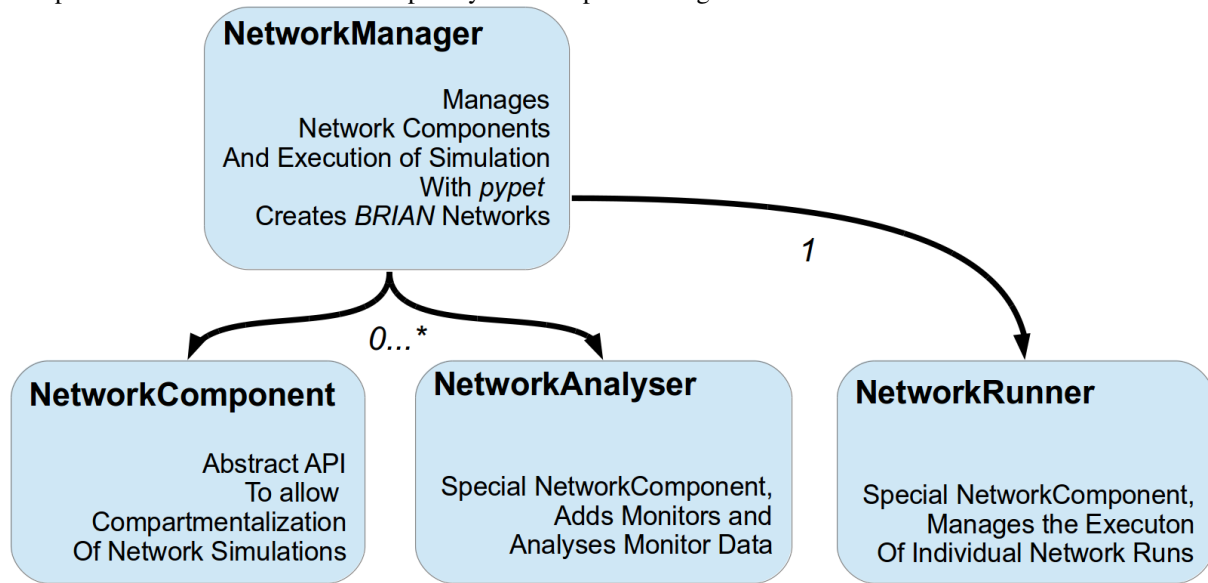 NetworkManager
Manages
Network Components
And Execution of Simulation
With pypet
Creates BRIAN Networks
1
0...*
NetworkComponent
Abstract API
To allow
Compartmentalization
Of Network Simulations
NetworkAnalyser
Special NetworkComponent,
Adds Monitors and
Analyses Monitor Data
NetworkRunner
Special NetworkComponent,
Manages the Executon
Of Individual Network Runs